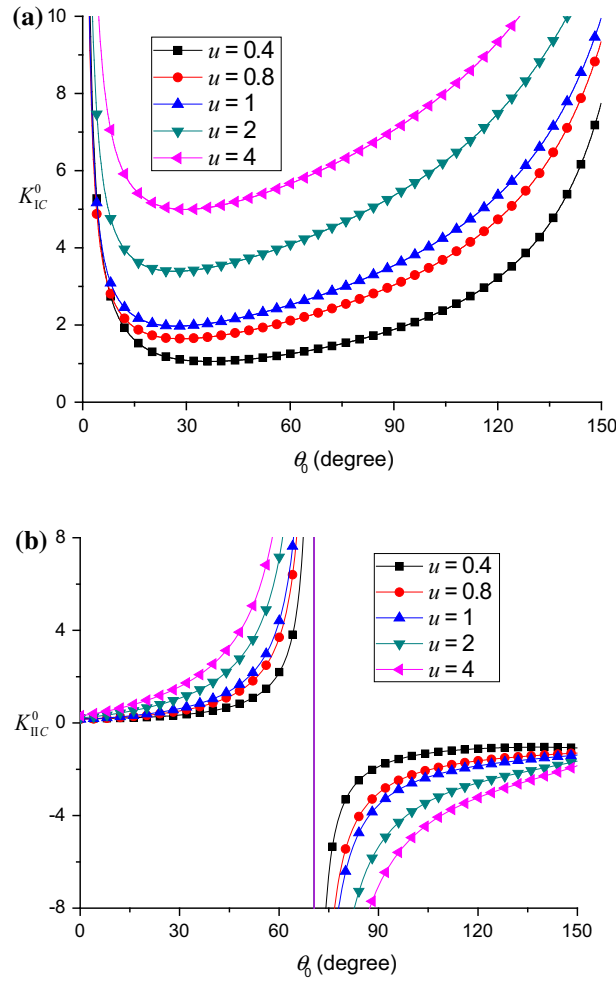 (a)
10
8
6
4
2
0
K⁰_IC
u = 0.4
u = 0.8
u = 1
u = 2
u = 4
0 30 60 90 120 150
θ₀ (degree)
(b)
8
4
0
-4
-8
K⁰_IIC
u = 0.4
u = 0.8
u = 1
u = 2
u = 4
0 30 60 90 120 150
θ₀ (degree)